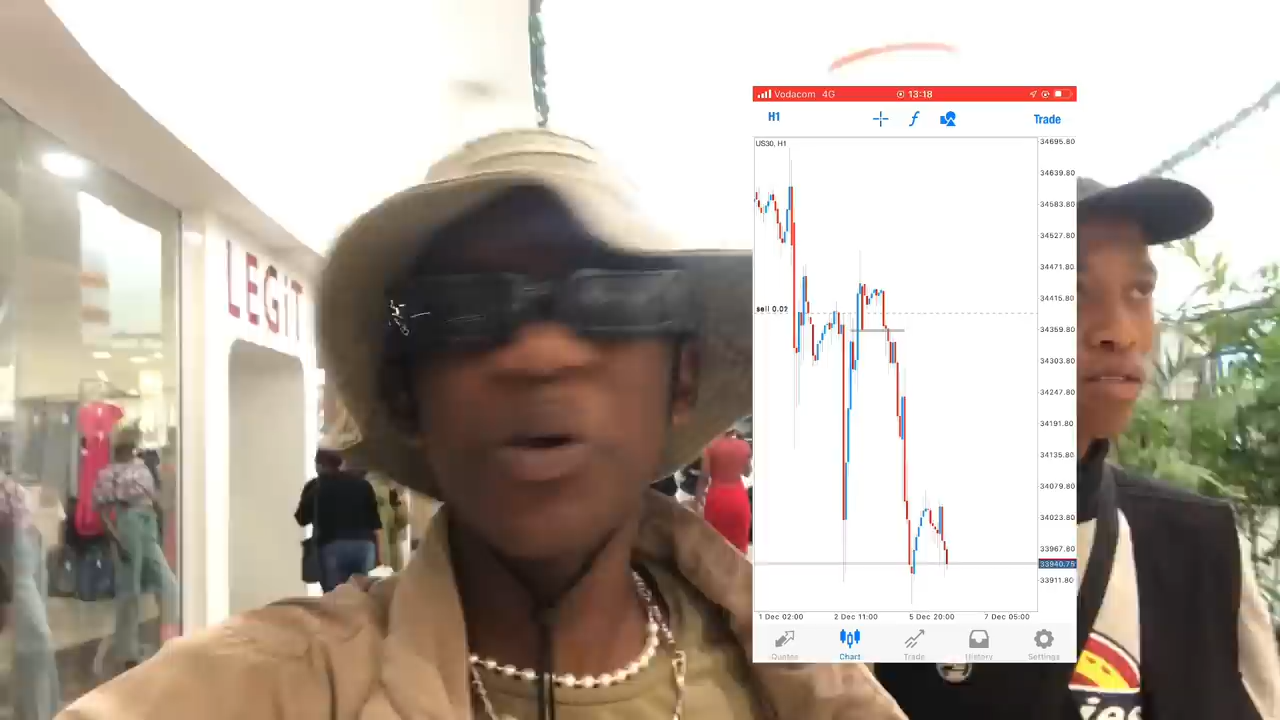 LEGiT
Vodacom 4G 13:18
H1
Trade
US30, H1
34695.80
34639.80
34583.80
34527.80
34471.80
34415.80
sell 0.02
34359.80
34303.80
34247.80
34191.80
34135.80
34079.80
34023.80
33967.80
33940.75
33911.80
1 Dec 02:00 2 Dec 11:00 5 Dec 20:00 7 Dec 05:00
Quotes Chart Trade History Settings